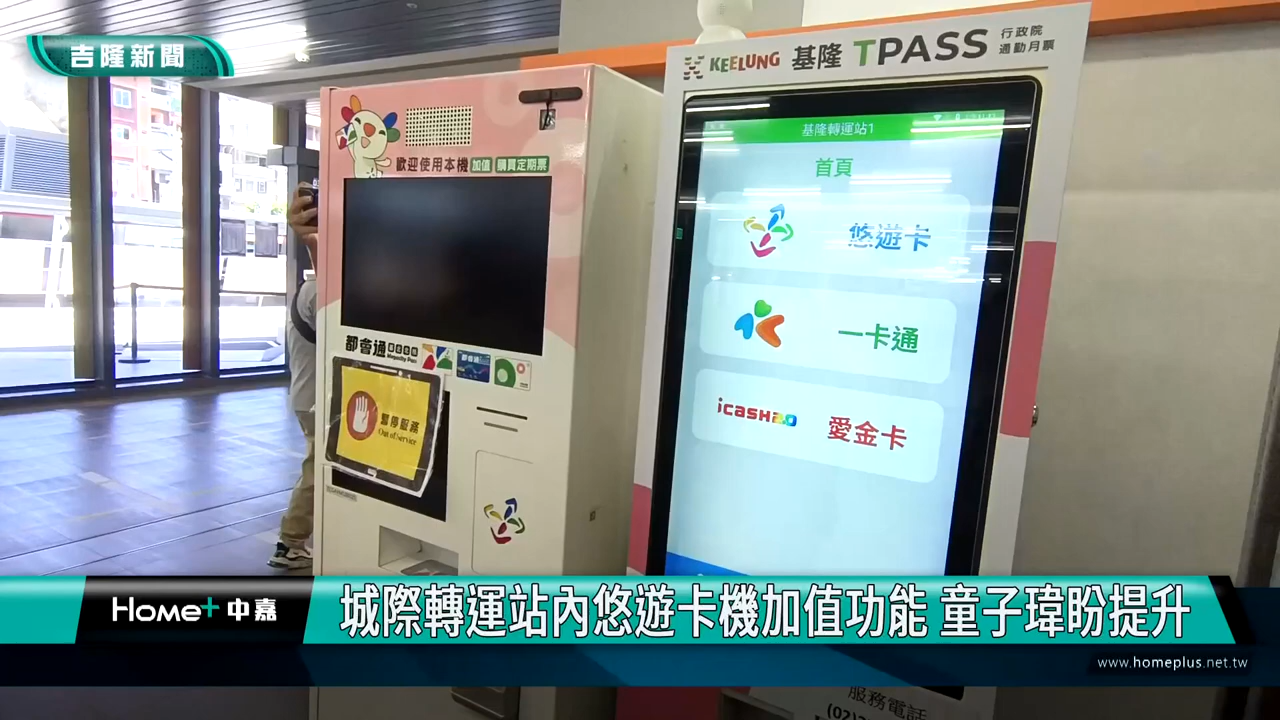 吉隆新聞
KEELUNG 基隆 TPASS 行政院
通勤月票
歡迎使用本機 加值 購買定期票
基隆轉運站1
首頁
悠遊卡
一卡通
icash2.0 愛金卡
都會通
暫停服務
Out of Service
Home+ 中嘉
城際轉運站內悠遊卡機加值功能 童子瑋盼提升
www.homeplus.net.tw
服務電話
(02)